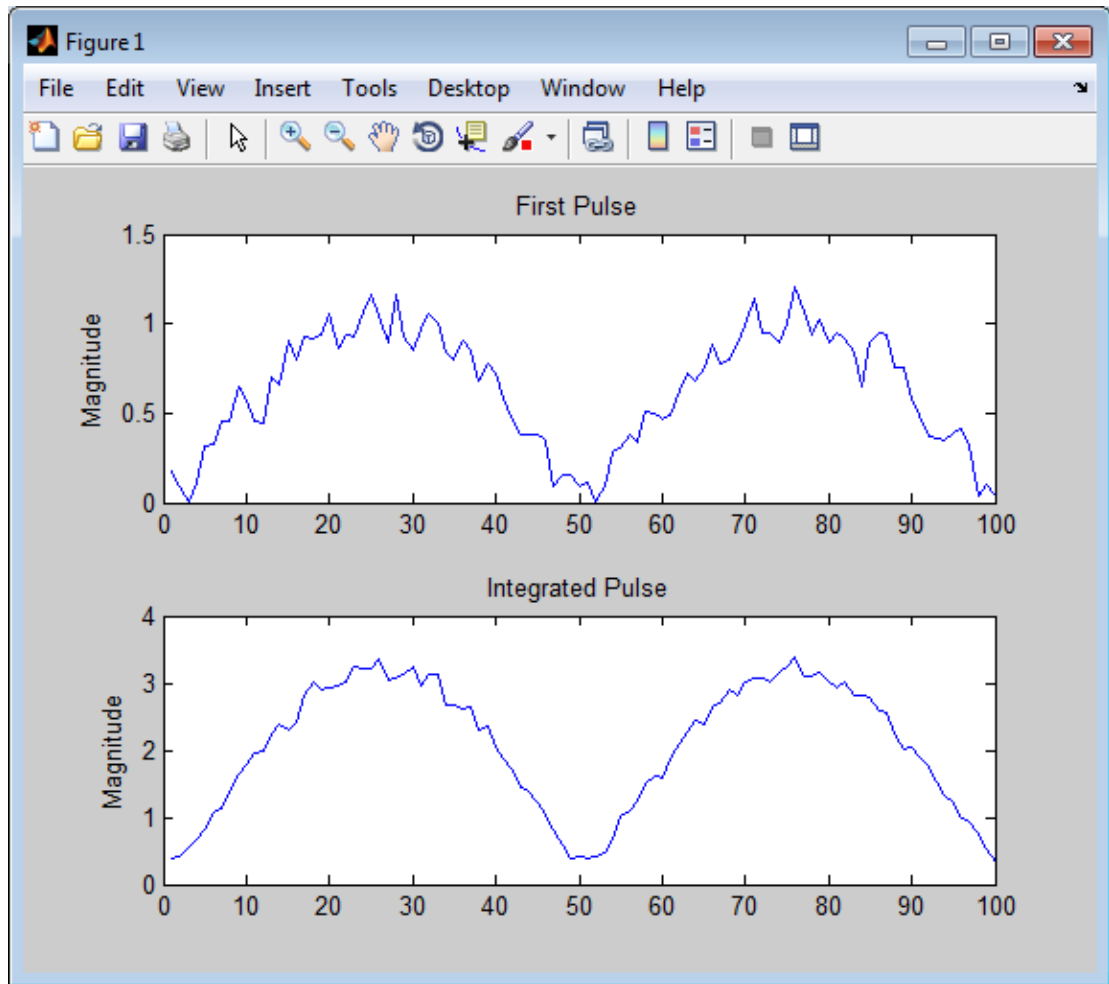 Figure 1
File Edit View Insert Tools Desktop Window Help
First Pulse
Magnitude
1.5
1
0.5
0
0 10 20 30 40 50 60 70 80 90 100
Integrated Pulse
Magnitude
4
3
2
1
0
0 10 20 30 40 50 60 70 80 90 100